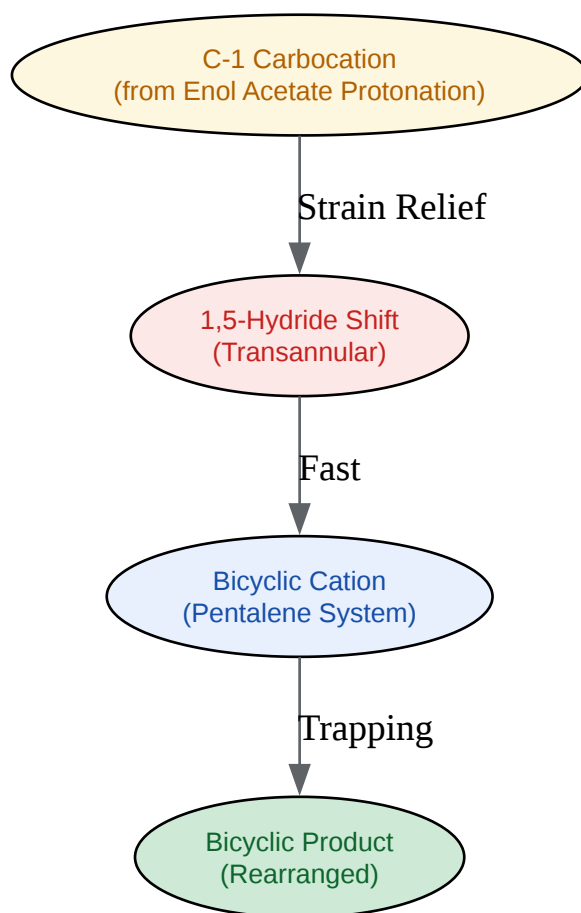 C-1 Carbocation
(from Enol Acetate Protonation)
Strain Relief
1,5-Hydride Shift
(Transannular)
Fast
Bicyclic Cation
(Pentalene System)
Trapping
Bicyclic Product
(Rearranged)